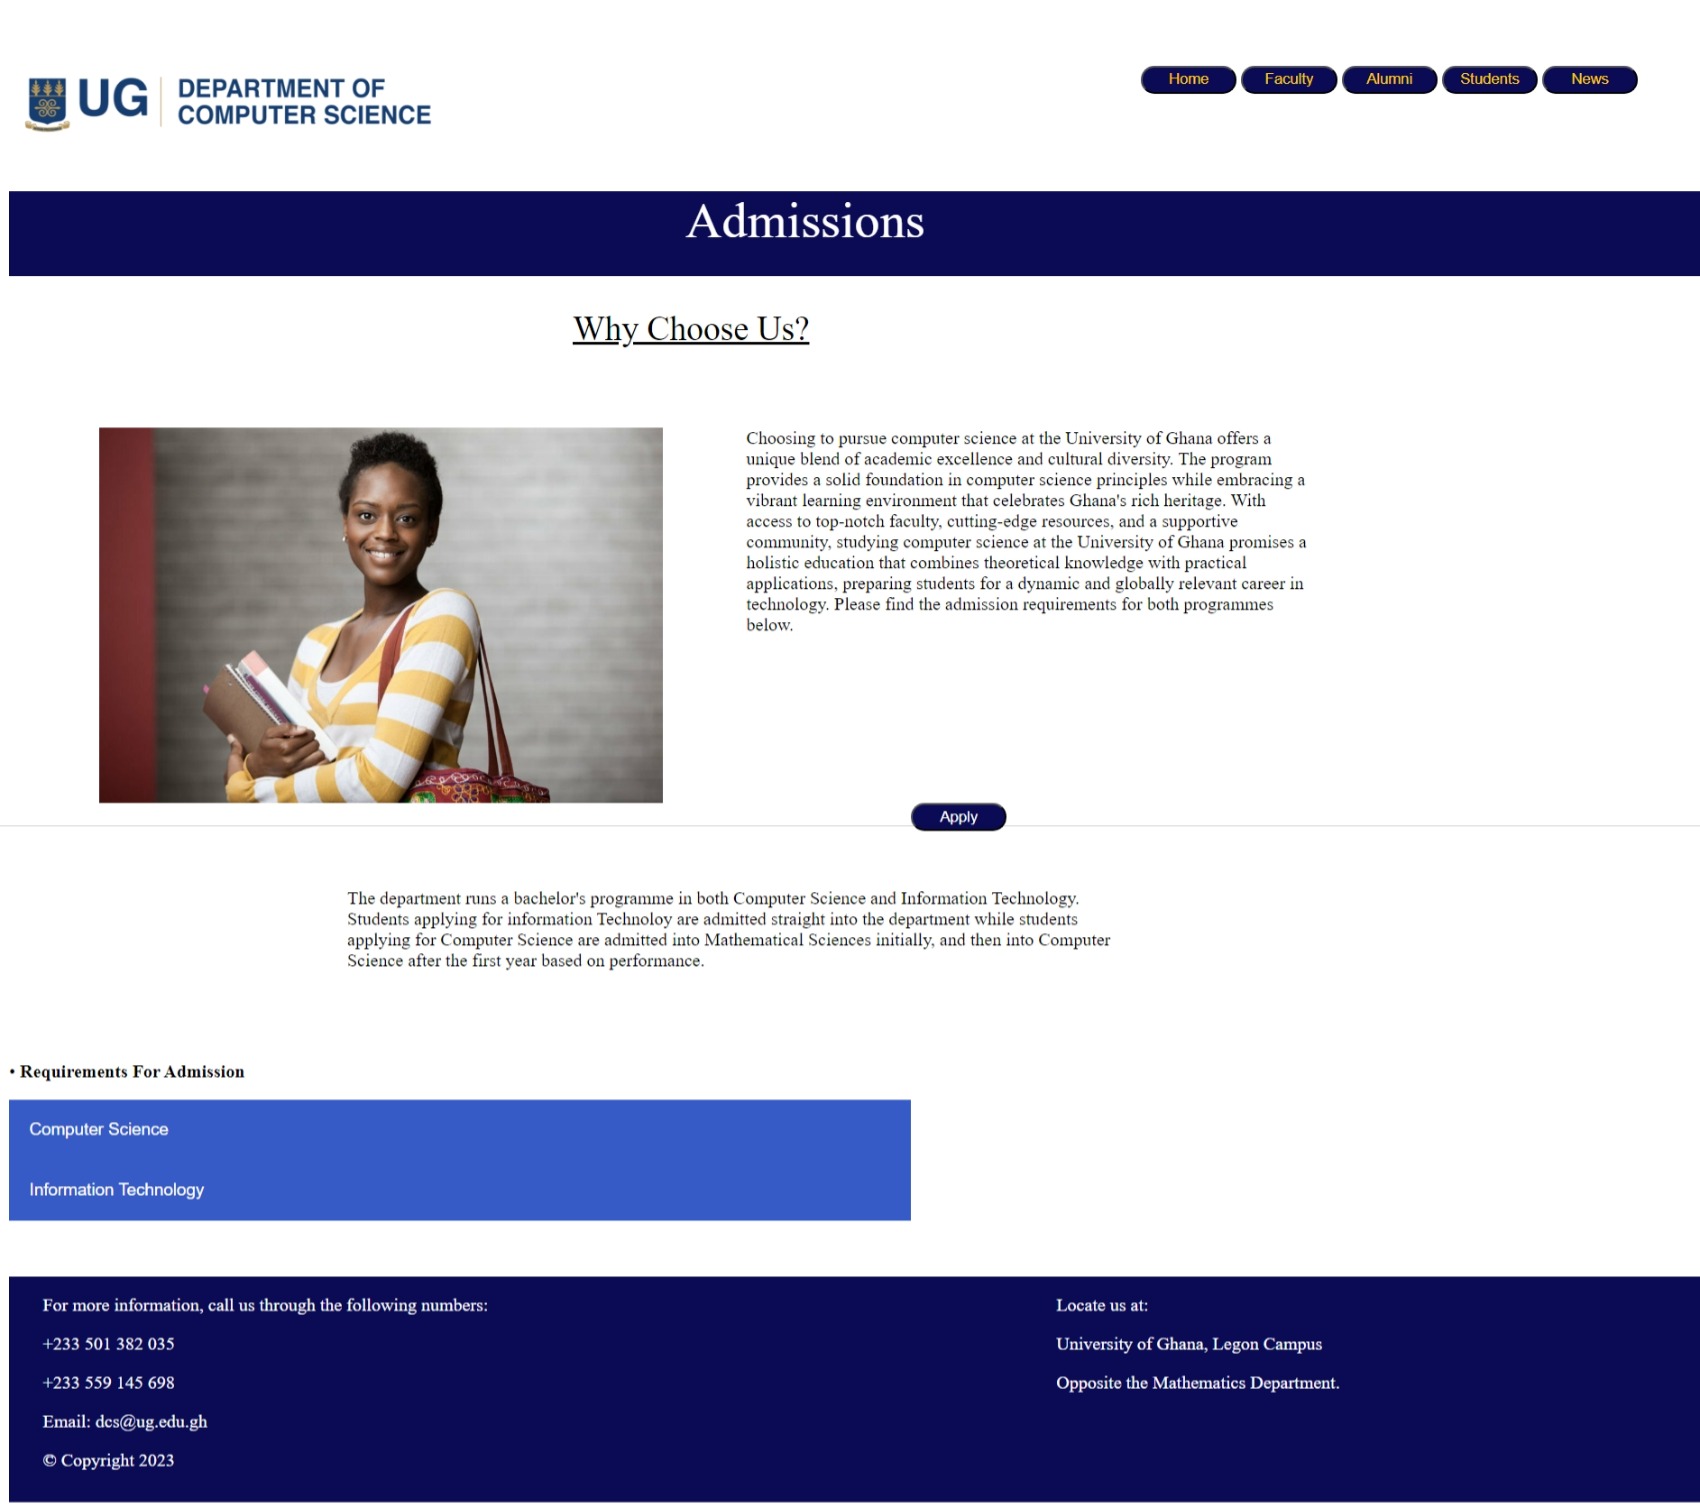 UG
DEPARTMENT OF
COMPUTER SCIENCE
Home
Faculty
Alumni
Students
News
Admissions
Why Choose Us?
Choosing to pursue computer science at the University of Ghana offers a
unique blend of academic excellence and cultural diversity. The program
provides a solid foundation in computer science principles while embracing a
vibrant learning environment that celebrates Ghana's rich heritage. With
access to top-notch faculty, cutting-edge resources, and a supportive
community, studying computer science at the University of Ghana promises a
holistic education that combines theoretical knowledge with practical
applications, preparing students for a dynamic and globally relevant career in
technology. Please find the admission requirements for both programmes
below.
Apply
The department runs a bachelor's programme in both Computer Science and Information Technology.
Students applying for information Technoloy are admitted straight into the department while students
applying for Computer Science are admitted into Mathematical Sciences initially, and then into Computer
Science after the first year based on performance.
• Requirements For Admission
Computer Science
Information Technology
For more information, call us through the following numbers:
+233 501 382 035
+233 559 145 698
Email: dcs@ug.edu.gh
© Copyright 2023
Locate us at:
University of Ghana, Legon Campus
Opposite the Mathematics Department.